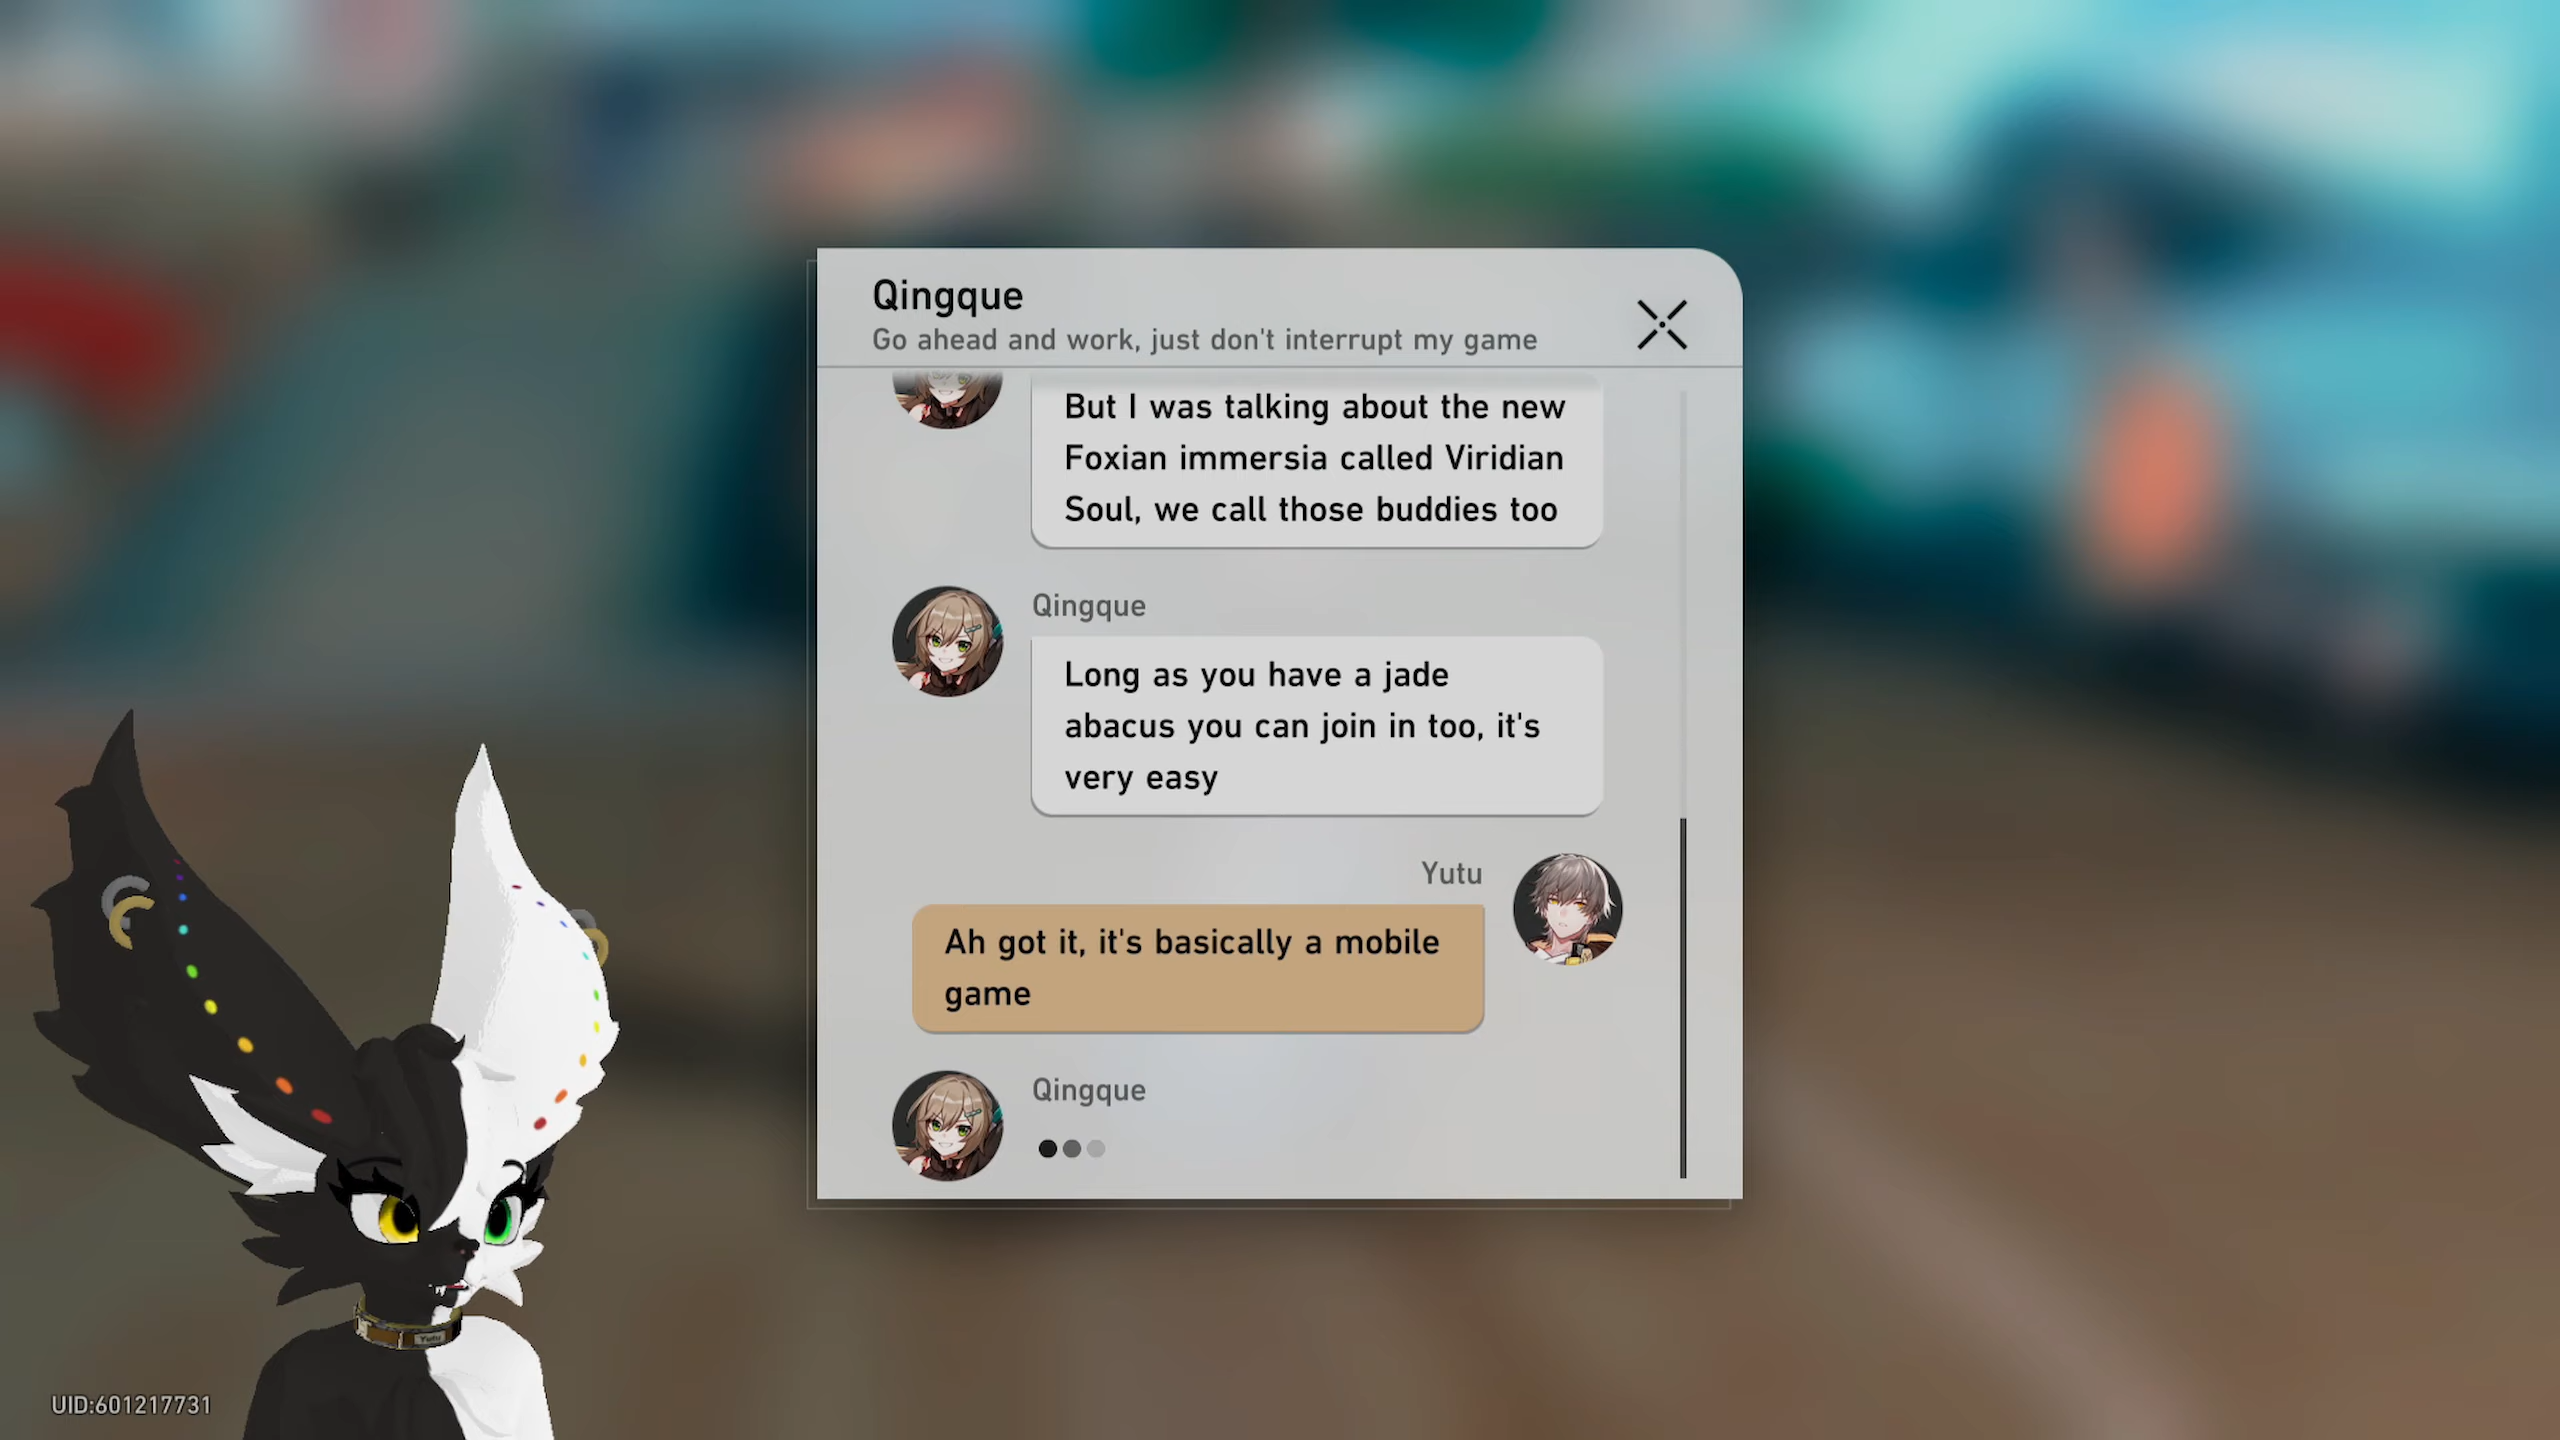 Qingque
Go ahead and work, just don't interrupt my game
But I was talking about the new
Foxian immersia called Viridian
Soul, we call those buddies too
Qingque
Long as you have a jade
abacus you can join in too, it's
very easy
Yutu
Ah got it, it's basically a mobile
game
Qingque
Yutu
UID:601217731